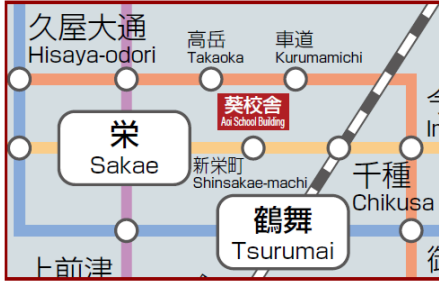 久屋大通
Hisaya-odori
高岳
Takaoka
車道
Kurumamichi
葵校舎
Aoi School Building
栄
Sakae
新栄町
Shinsakae-machi
千種
Chikusa
鶴舞
Tsurumai
上前津